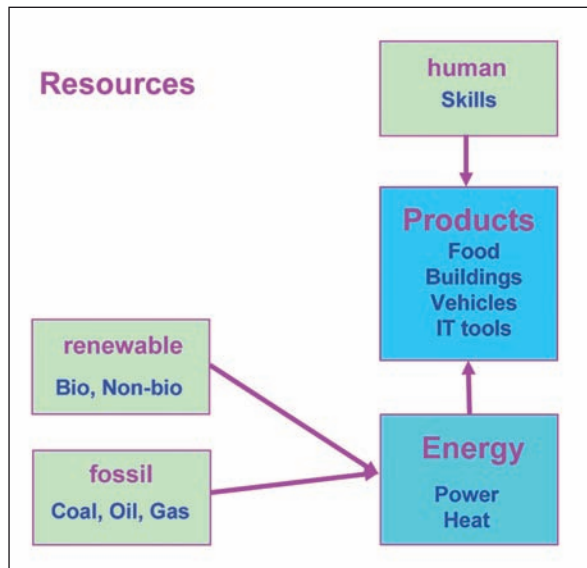 Resources
human
Skills
Products
Food
Buildings
Vehicles
IT tools
renewable
Bio, Non-bio
fossil
Coal, Oil, Gas
Energy
Power
Heat